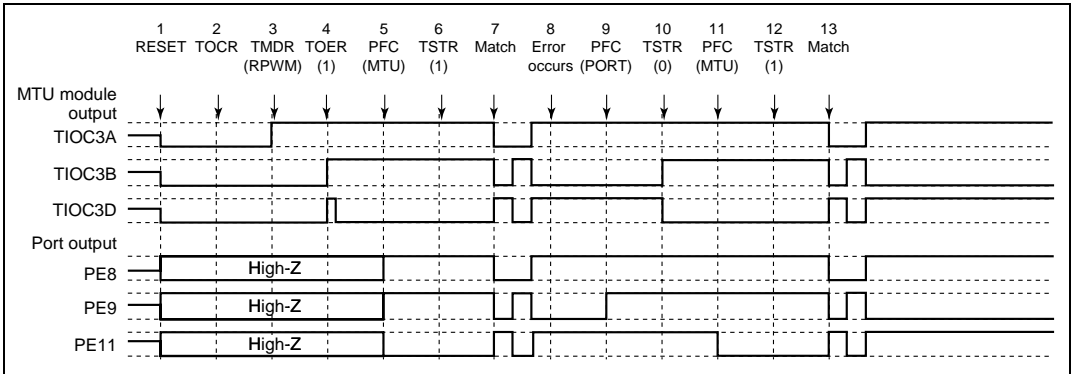 1 2 3 4 5 6 7 8 9 10 11 12 13
RESET TOCR TMDR TOER PFC TSTR Match Error PFC TSTR PFC TSTR Match
(RPWM) (1) (MTU) (1) occurs (PORT) (0) (MTU) (1)
MTU module
output
TIOC3A
TIOC3B
TIOC3D
Port output
PE8 High-Z
PE9 High-Z
PE11 High-Z